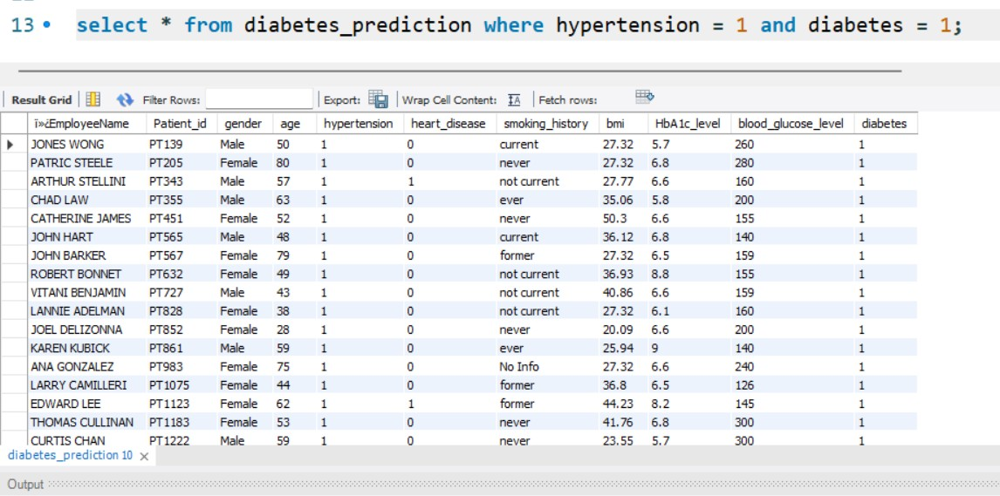 13 select * from diabetes_prediction where hypertension = 1 and diabetes = 1;
Result Grid Filter Rows: Export: Wrap Cell Content: IA Fetch rows:
ï»¿EmployeeName Patient_id gender age hypertension heart_disease smoking_history bmi HbA1c_level blood_glucose_level diabetes
JONES WONG PT139 Male 50 1 0 current 27.32 5.7 260 1
PATRIC STEELE PT205 Female 80 1 0 never 27.32 6.8 280 1
ARTHUR STELLINI PT343 Male 57 1 1 not current 27.77 6.6 160 1
CHAD LAW PT355 Male 63 1 0 ever 35.06 5.8 200 1
CATHERINE JAMES PT451 Female 52 1 0 never 50.3 6.6 155 1
JOHN HART PT565 Male 48 1 0 current 36.12 6.8 140 1
JOHN BARKER PT567 Female 79 1 0 former 27.32 6.5 159 1
ROBERT BONNET PT632 Female 49 1 0 not current 36.93 8.8 155 1
VITANI BENJAMIN PT727 Male 43 1 0 not current 40.86 6.6 159 1
LANNIE ADELMAN PT828 Female 38 1 0 not current 27.32 6.1 160 1
JOEL DELIZONNA PT852 Female 28 1 0 never 20.09 6.6 200 1
KAREN KUBICK PT861 Male 59 1 0 ever 25.94 9 140 1
ANA GONZALEZ PT983 Female 75 1 0 No Info 27.32 6.6 240 1
LARRY CAMILLERI PT1075 Female 44 1 0 former 36.8 6.5 126 1
EDWARD LEE PT1123 Female 62 1 1 former 44.23 8.2 145 1
THOMAS CULLINAN PT1183 Female 53 1 0 never 41.76 6.8 300 1
CURTIS CHAN PT1222 Male 59 1 0 never 23.55 5.7 300 1
diabetes_prediction 10
Output